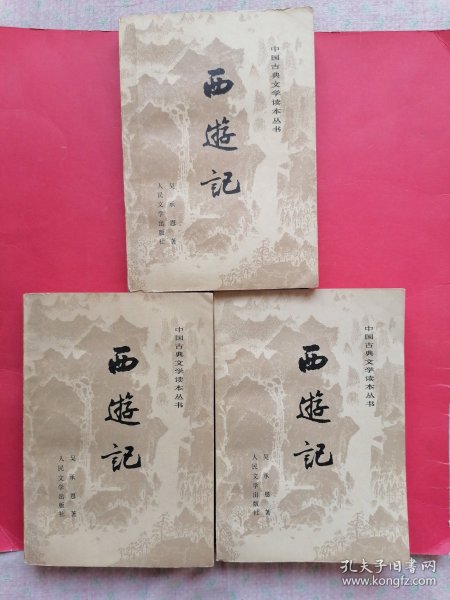 中国古典文学读本丛书
西遊記
吴承恩著
人民文学出版社
中国古典文学读本丛书
西遊記
吴承恩著
人民文学出版社
中国古典文学读本丛书
西遊記
吴承恩著
人民文学出版社
孔夫子旧书网
www.kongfz.com